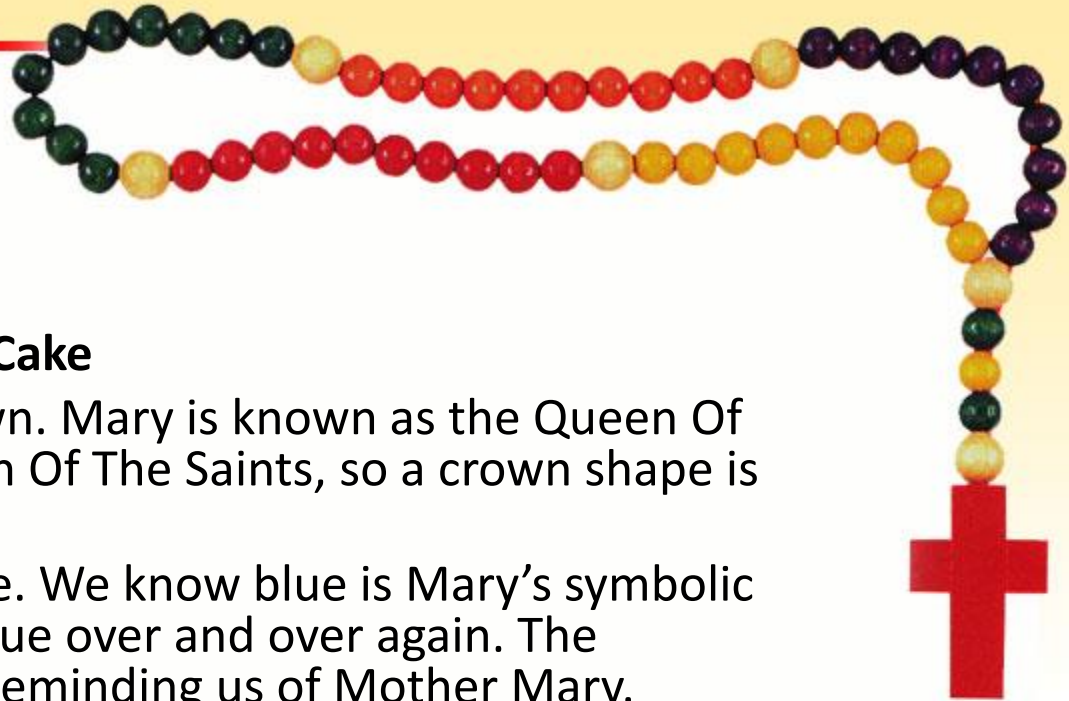 Cake
wn. Mary is known as the Queen Of
n Of The Saints, so a crown shape is
e. We know blue is Mary’s symbolic
ue over and over again. The
eminding us of Mother Mary.